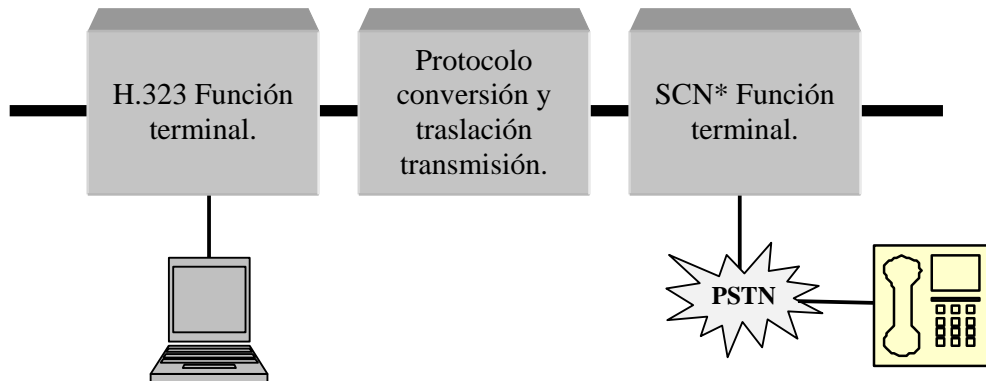 H.323 Función
terminal.
Protocolo
conversión y
traslación
transmisión.
SCN* Función
terminal.
PSTN